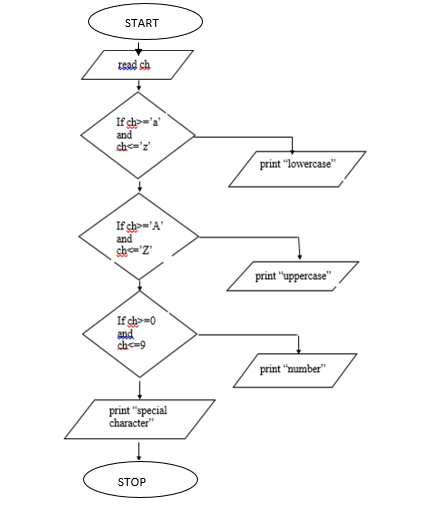 START
read ch
If ch>='a'
and
ch<='z'
print “lowercase”
If ch>='A'
and
ch<='Z'
print “uppercase”
If ch>=0
and
ch<=9
print “number”
print “special
character”
STOP